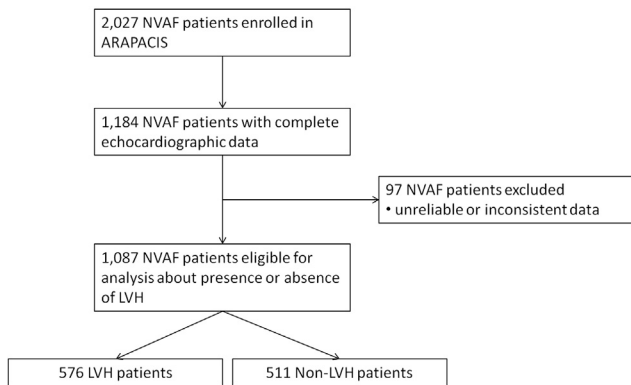 2,027 NVAF patients enrolled in
ARAPACIS
1,184 NVAF patients with complete
echocardiographic data
97 NVAF patients excluded
• unreliable or inconsistent data
1,087 NVAF patients eligible for
analysis about presence or absence
of LVH
576 LVH patients
511 Non-LVH patients